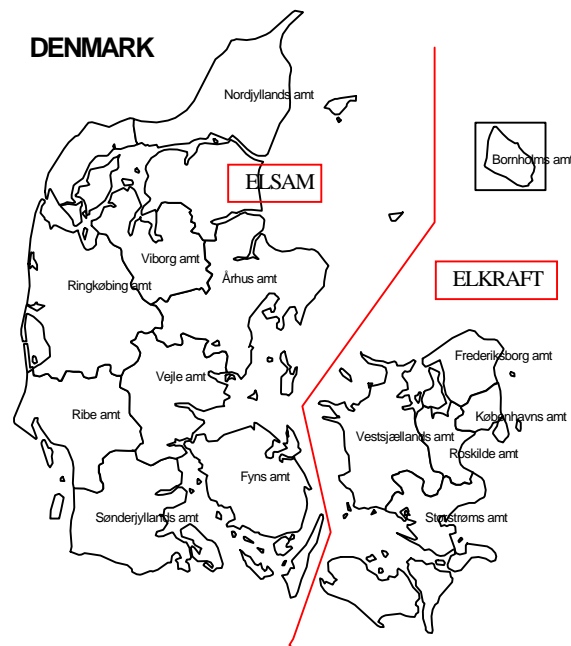 DENMARK
Nordjyllands amt
Bornholms amt
ELSAM
Viborg amt
Århus amt
Ringkøbing amt
ELKRAFT
Frederiksborg amt
Vejle amt
Ribe amt
Københavns amt
Vestsjællands amt
Roskilde amt
Fyns amt
Sønderjyllands amt
Storstrøms amt